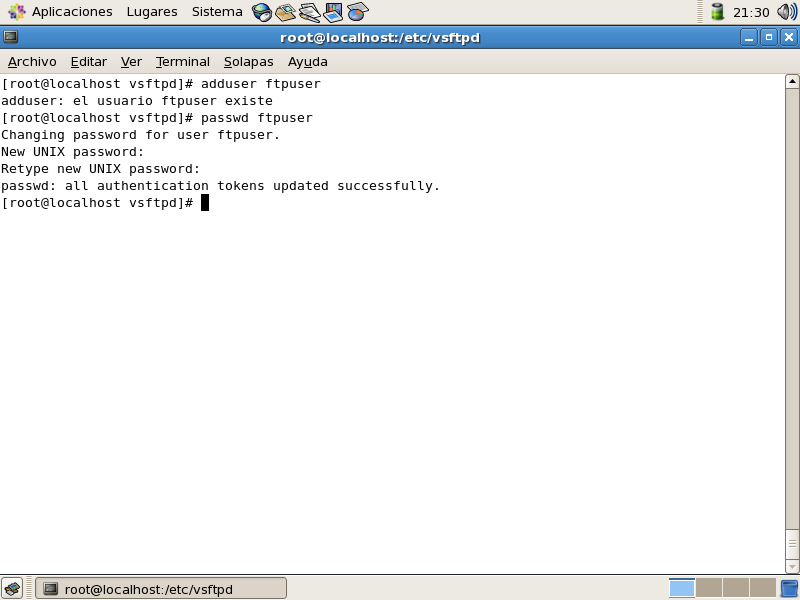 Aplicaciones Lugares Sistema 21:30
root@localhost:/etc/vsftpd
Archivo Editar Ver Terminal Solapas Ayuda
[root@localhost vsftpd]# adduser ftpuser
adduser: el usuario ftpuser existe
[root@localhost vsftpd]# passwd ftpuser
Changing password for user ftpuser.
New UNIX password:
Retype new UNIX password:
passwd: all authentication tokens updated successfully.
[root@localhost vsftpd]#
root@localhost:/etc/vsftpd